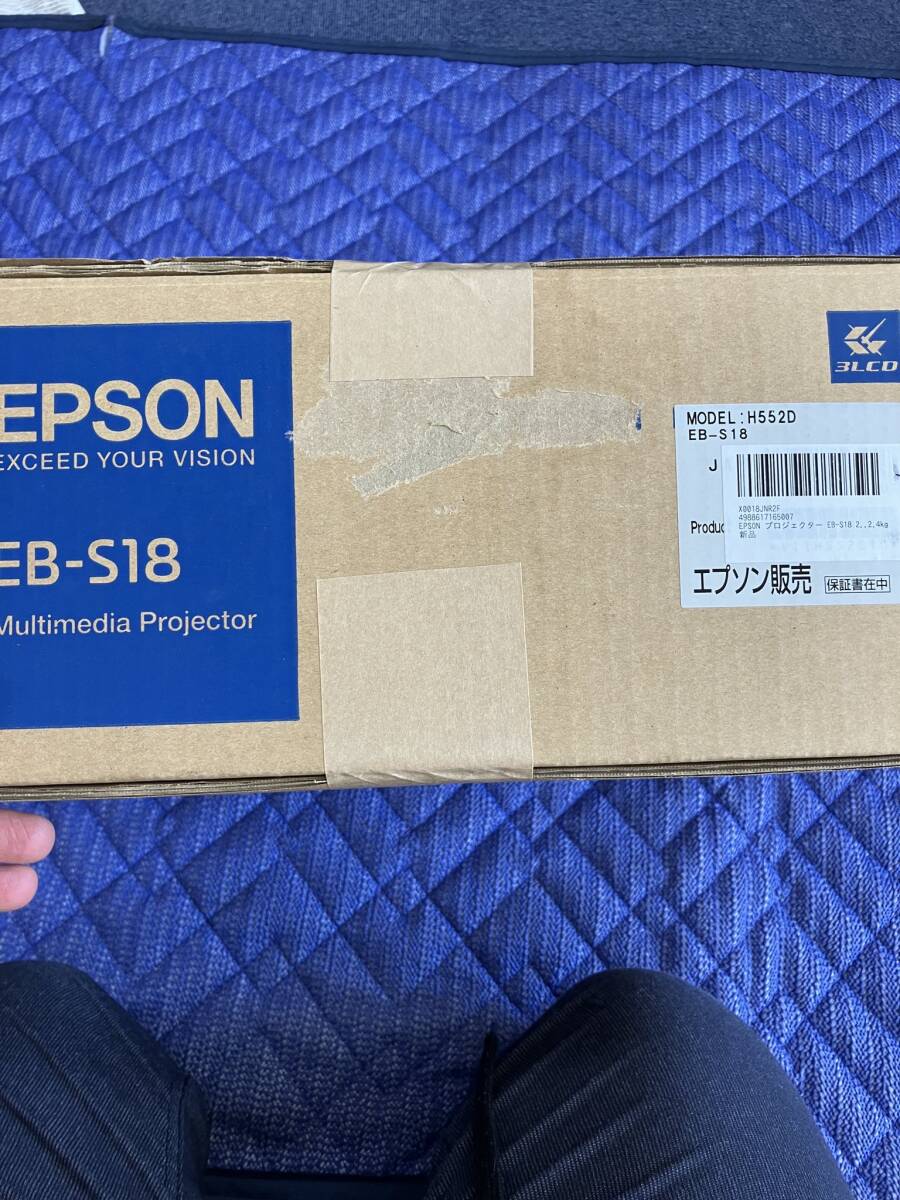 EPSON
EXCEED YOUR VISION
EB-S18
Multimedia Projector
3LCD
MODEL:H552D
EB-S18
J
X0018JNR2F
4988617165007
EPSON プロジェクター EB-S18 2,,2.4kg
新品
Produc
エプソン販売 保証書在中